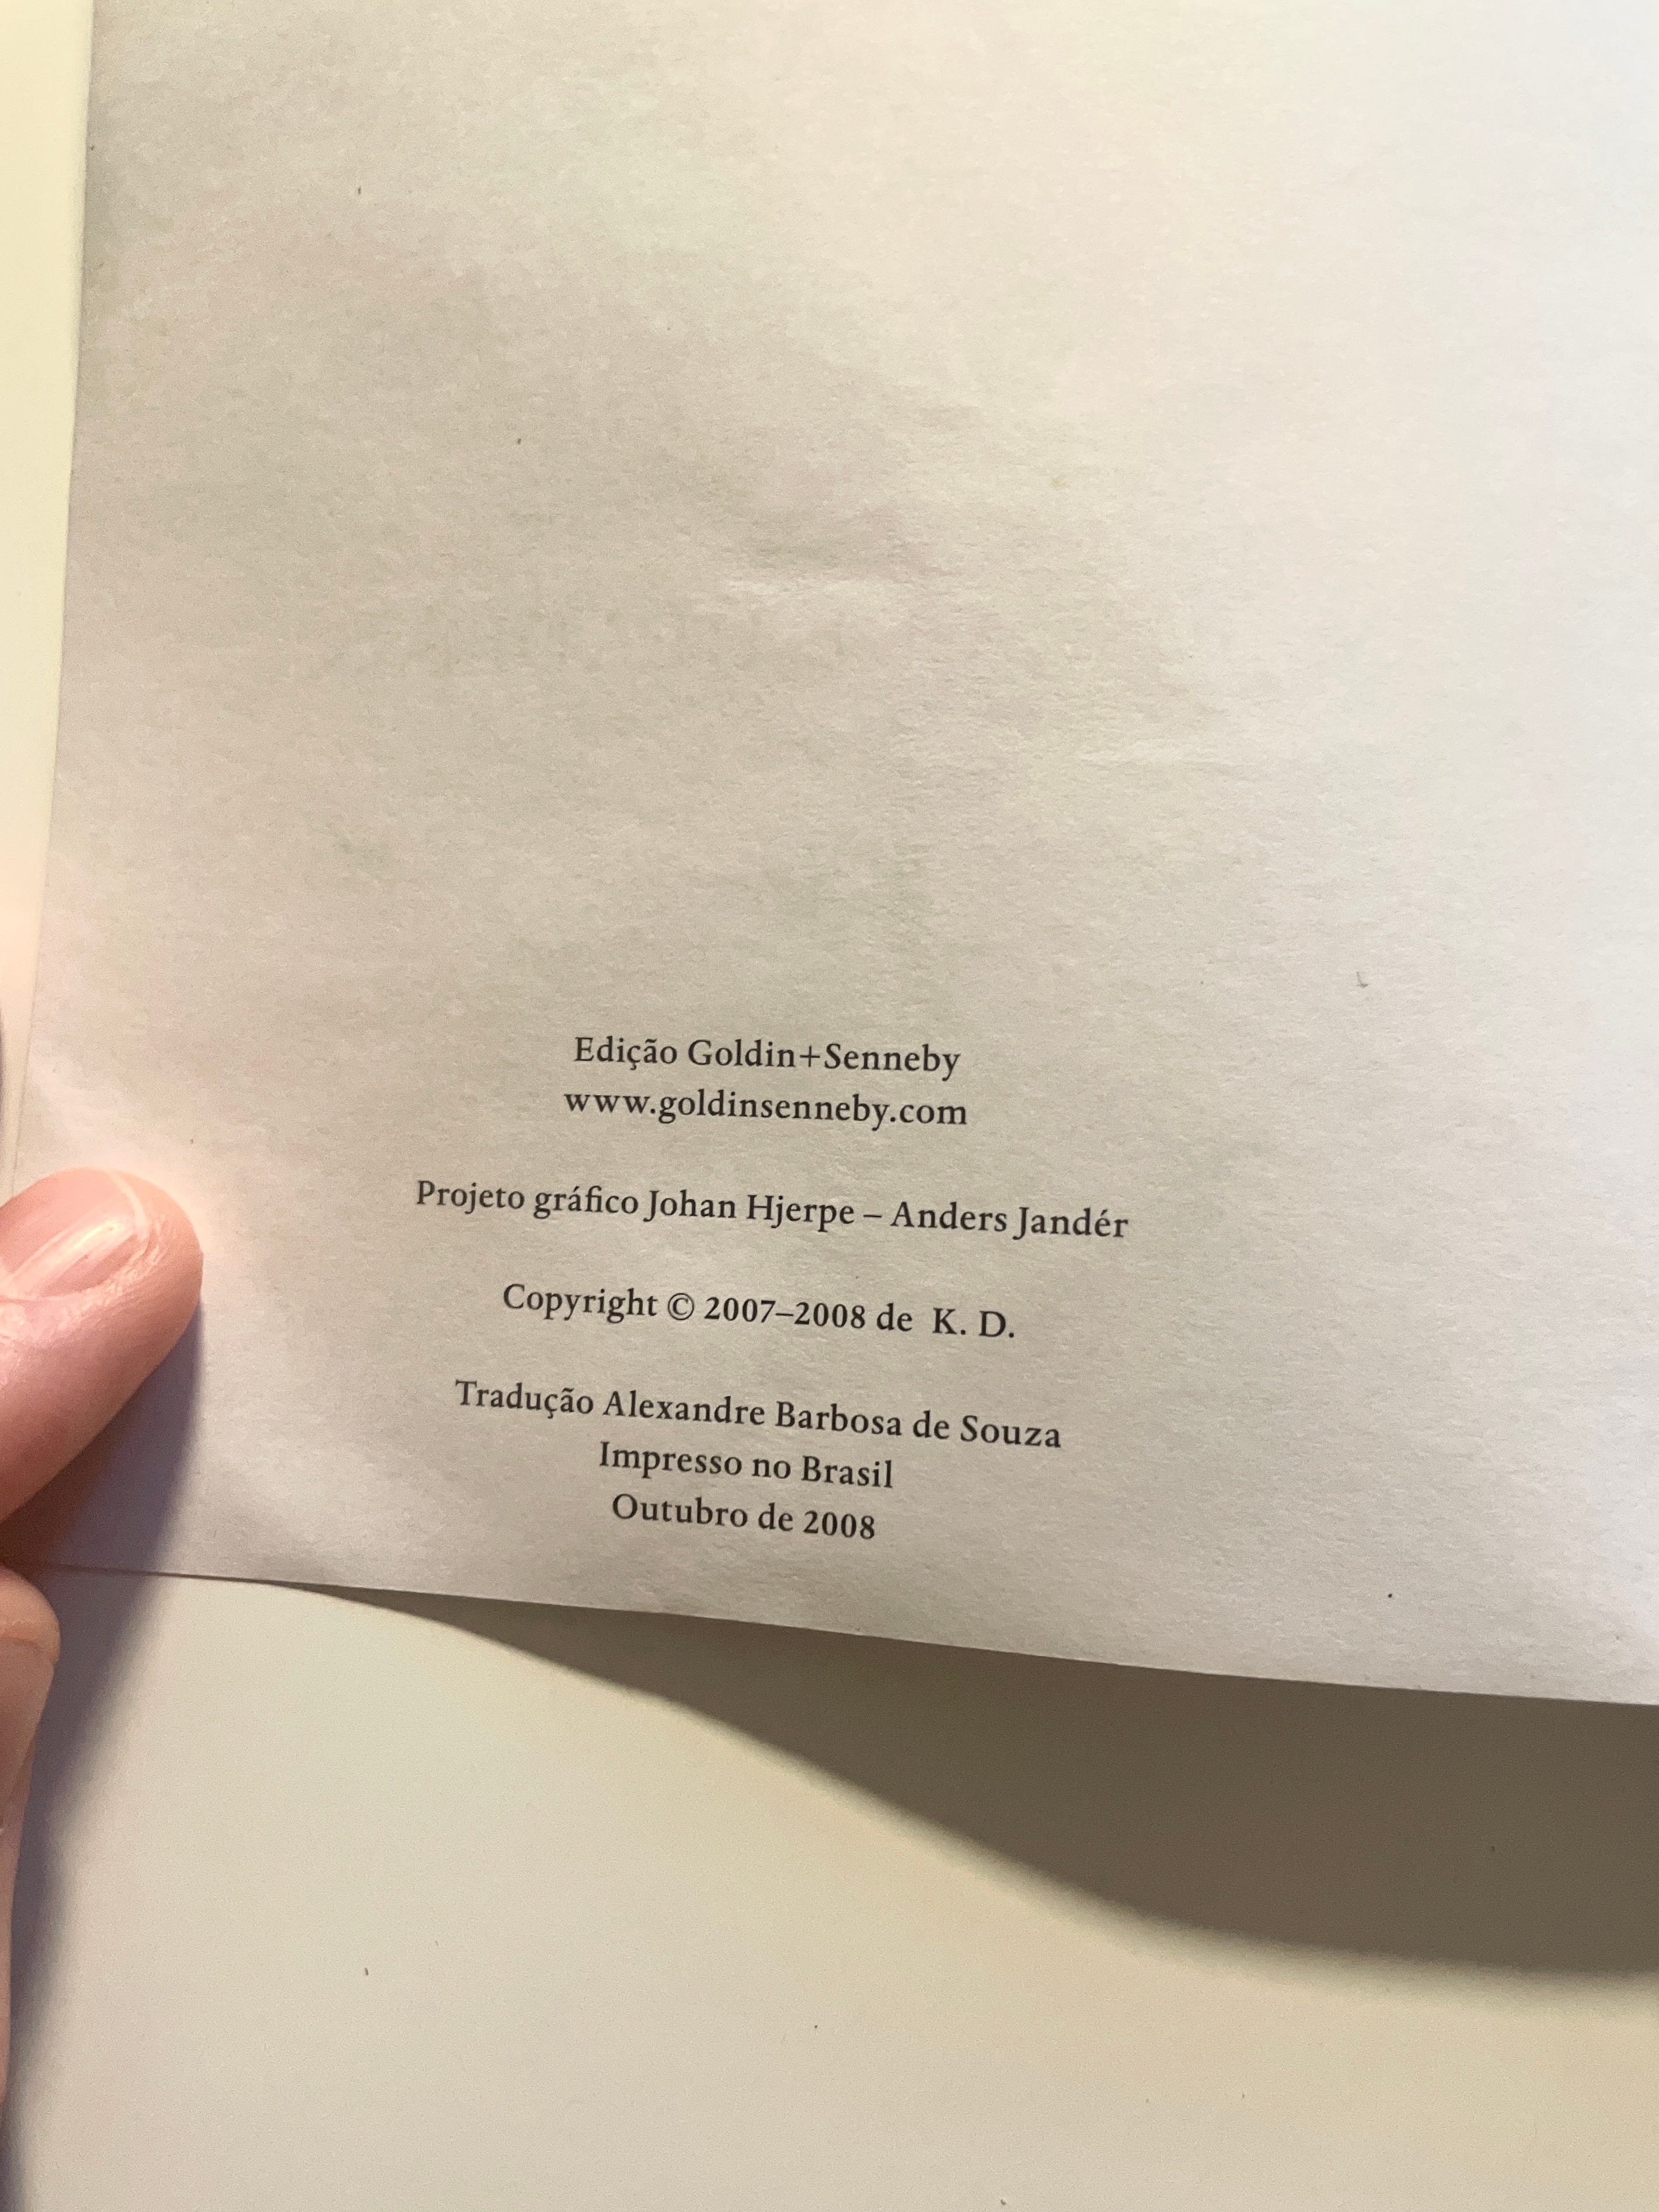 Edição Goldin+Senneby
www.goldinsenneby.com
Projeto gráfico Johan Hjerpe – Anders Jandér
Copyright © 2007–2008 de K. D.
Tradução Alexandre Barbosa de Souza
Impresso no Brasil
Outubro de 2008